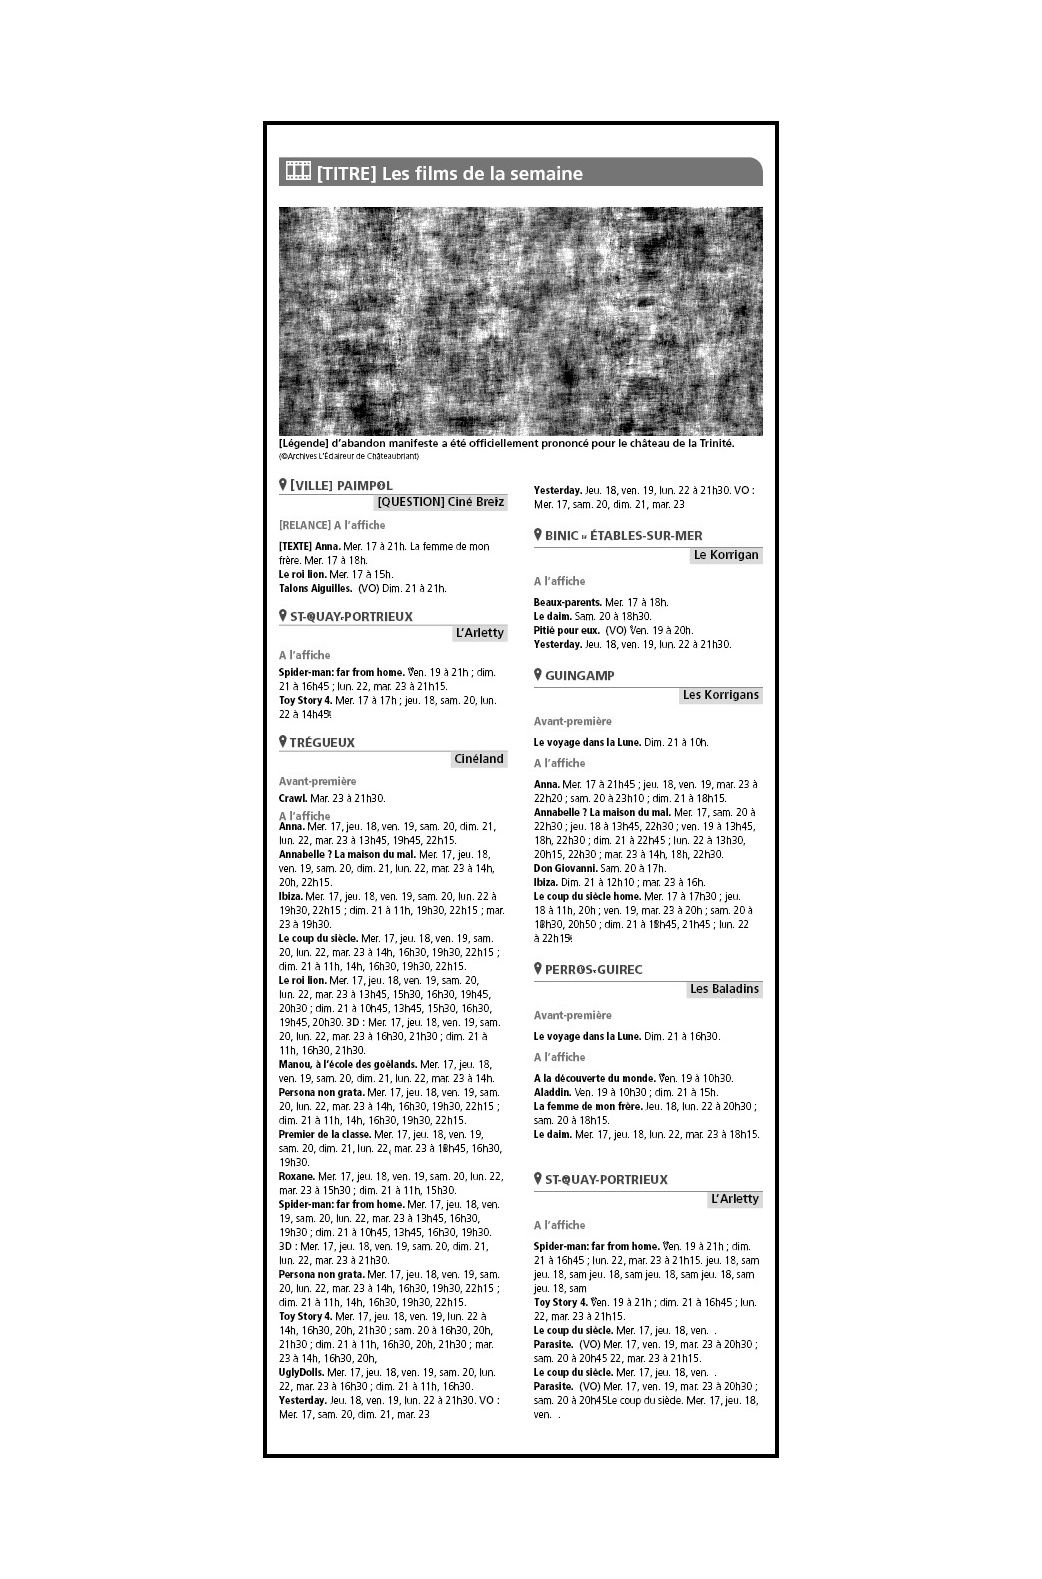 [TITRE] Les films de la semaine
[Légende] d'abandon manifeste a été officiellement prononcé pour le château de la Trinité.
(©Archives L'Éclaireur de Châteaubriant)
[VILLE] PAIMPOL
[QUESTION] Ciné Breiz
[RELANCE] A l'affiche
[TEXTE] Anna. Mer. 17 à 21h. La femme de mon
frère. Mer. 17 à 18h.
Le roi lion. Mer. 17 à 15h.
Talons Aiguilles. (VO) Dim. 21 à 21h.
ST-QUAY-PORTRIEUX
L'Arletty
A l'affiche
Spider-man: far from home. Ven. 19 à 21h ; dim.
21 à 16h45 ; lun. 22, mar. 23 à 21h15.
Toy Story 4. Mer. 17 à 17h ; jeu. 18, sam. 20, lun.
22 à 14h45.
TRÉGUEUX
Cinéland
Avant-première
Crawl. Mar. 23 à 21h30.
A l'affiche
Anna. Mer. 17, jeu. 18, ven. 19, sam. 20, dim. 21,
lun. 22, mar. 23 à 13h45, 19h45, 22h15.
Annabelle ? La maison du mal. Mer. 17, jeu. 18,
ven. 19, sam. 20, dim. 21, lun. 22, mar. 23 à 14h,
20h, 22h15.
Ibiza. Mer. 17, jeu. 18, ven. 19, sam. 20, lun. 22 à
19h30, 22h15 ; dim. 21 à 11h, 19h30, 22h15 ; mar.
23 à 19h30.
Le coup du siècle. Mer. 17, jeu. 18, ven. 19, sam.
20, lun. 22, mar. 23 à 14h, 16h30, 19h30, 22h15 ;
dim. 21 à 11h, 14h, 16h30, 19h30, 22h15.
Le roi lion. Mer. 17, jeu. 18, ven. 19, sam. 20,
lun. 22, mar. 23 à 13h45, 15h30, 16h30, 19h45,
20h30 ; dim. 21 à 10h45, 13h45, 15h30, 16h30,
19h45, 20h30. 3D : Mer. 17, jeu. 18, ven. 19, sam.
20, lun. 22, mar. 23 à 16h30, 21h30 ; dim. 21 à
11h, 16h30, 21h30.
Manou, à l'école des goélands. Mer. 17, jeu. 18,
ven. 19, sam. 20, dim. 21, lun. 22, mar. 23 à 14h.
Persona non grata. Mer. 17, jeu. 18, ven. 19, sam.
20, lun. 22, mar. 23 à 14h, 16h30, 19h30, 22h15 ;
dim. 21 à 11h, 14h, 16h30, 19h30, 22h15.
Premier de la classe. Mer. 17, jeu. 18, ven. 19,
sam. 20, dim. 21, lun. 22, mar. 23 à 16h30,
19h30.
Roxane. Mer. 17, jeu. 18, ven. 19, sam. 20, lun. 22,
mar. 23 à 15h30 ; dim. 21 à 11h, 15h30.
Spider-man: far from home. Mer. 17, jeu. 18, ven.
19, sam. 20, lun. 22, mar. 23 à 13h45, 16h30,
19h30 ; dim. 21 à 10h45, 13h45, 16h30, 19h30.
3D : Mer. 17, jeu. 18, ven. 19, sam. 20, dim. 21,
lun. 22, mar. 23 à 21h30.
Persona non grata. Mer. 17, jeu. 18, ven. 19, sam.
20, lun. 22, mar. 23 à 14h, 16h30, 19h30, 22h15 ;
dim. 21 à 11h, 14h, 16h30, 19h30, 22h15.
Toy Story 4. Mer. 17, jeu. 18, ven. 19, lun. 22 à
14h, 16h30, 20h, 21h30 ; sam. 20 à 16h30, 20h,
21h30 ; dim. 21 à 11h, 16h30, 20h, 21h30 ; mar.
23 à 14h, 16h30, 20h,
UglyDolls. Mer. 17, jeu. 18, ven. 19, sam. 20, lun.
22, mar. 23 à 16h30 ; dim. 21 à 11h, 16h30.
Yesterday. Jeu. 18, ven. 19, lun. 22 à 21h30. VO :
Mer. 17, sam. 20, dim. 21, mar. 23
Yesterday. Jeu. 18, ven. 19, lun. 22 à 21h30. VO :
Mer. 17, sam. 20, dim. 21, mar. 23
BINIC - ÉTABLES-SUR-MER
Le Korrigan
A l'affiche
Beaux-parents. Mer. 17 à 18h.
Le daim. Sam. 20 à 18h30.
Pitié pour eux. (VO) Ven. 19 à 20h.
Yesterday. Jeu. 18, ven. 19, lun. 22 à 21h30.
GUINGAMP
Les Korrigans
Avant-première
Le voyage dans la Lune. Dim. 21 à 10h.
A l'affiche
Anna. Mer. 17 à 21h45 ; jeu. 18, ven. 19, mar. 23 à
22h20 ; sam. 20 à 23h10 ; dim. 21 à 18h15.
Annabelle ? La maison du mal. Mer. 17, sam. 20 à
22h30 ; jeu. 18 à 13h45, 22h30 ; ven. 19 à 13h45,
18h, 22h30 ; dim. 21 à 22h45 ; lun. 22 à 13h30,
20h15, 22h30 ; mar. 23 à 14h, 18h, 22h30.
Don Giovanni. Sam. 20 à 17h.
Ibiza. Dim. 21 à 12h10 ; mar. 23 à 16h.
Le coup du siècle home. Mer. 17 à 17h30 ; jeu.
18 à 11h, 20h ; ven. 19, mar. 23 à 20h ; sam. 20 à
20h50 ; dim. 21 à 21h45 ; lun. 22
à 22h15.
PERROS-GUIREC
Les Baladins
Avant-première
Le voyage dans la Lune. Dim. 21 à 16h30.
A l'affiche
A la découverte du monde. Ven. 19 à 10h30.
Aladdin. Ven. 19 à 10h30 ; dim. 21 à 15h.
La femme de mon frère. Jeu. 18, lun. 22 à 20h30 ;
sam. 20 à 18h15.
Le daim. Mer. 17, jeu. 18, lun. 22, mar. 23 à 18h15.
ST-QUAY-PORTRIEUX
L'Arletty
A l'affiche
Spider-man: far from home. Ven. 19 à 21h ; dim.
21 à 16h45 ; lun. 22, mar. 23 à 21h15. jeu. 18, sam
jeu. 18, sam jeu. 18, sam jeu. 18, sam jeu. 18, sam
jeu. 18, sam
Toy Story 4. Ven. 19 à 21h ; dim. 21 à 16h45 ; lun.
22, mar. 23 à 21h15.
Le coup du siècle. Mer. 17, jeu. 18, ven. .
Parasite. (VO) Mer. 17, ven. 19, mar. 23 à 20h30 ;
sam. 20 à 20h45 22, mar. 23 à 21h15.
Le coup du siècle. Mer. 17, jeu. 18, ven. .
Parasite. (VO) Mer. 17, ven. 19, mar. 23 à 20h30 ;
sam. 20 à 20h45Le coup du siècle. Mer. 17, jeu. 18,
ven. .